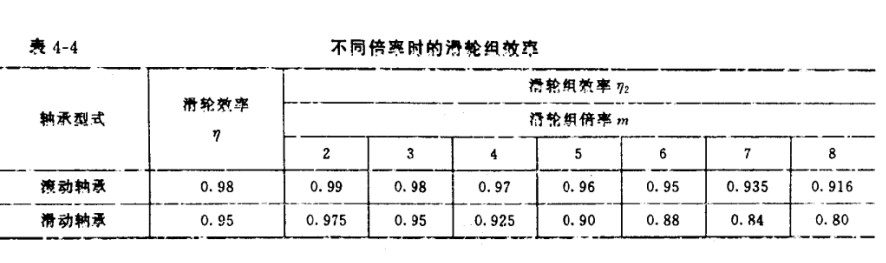 表 4-4 不同倍率时的滑轮组效率
轴承型式 滑轮效率 η 滑轮组效率 η₂
滑轮组倍率 m
2 3 4 5 6 7 8
滚动轴承 0.98 0.99 0.98 0.97 0.96 0.95 0.935 0.916
滑动轴承 0.95 0.975 0.95 0.925 0.90 0.88 0.84 0.80